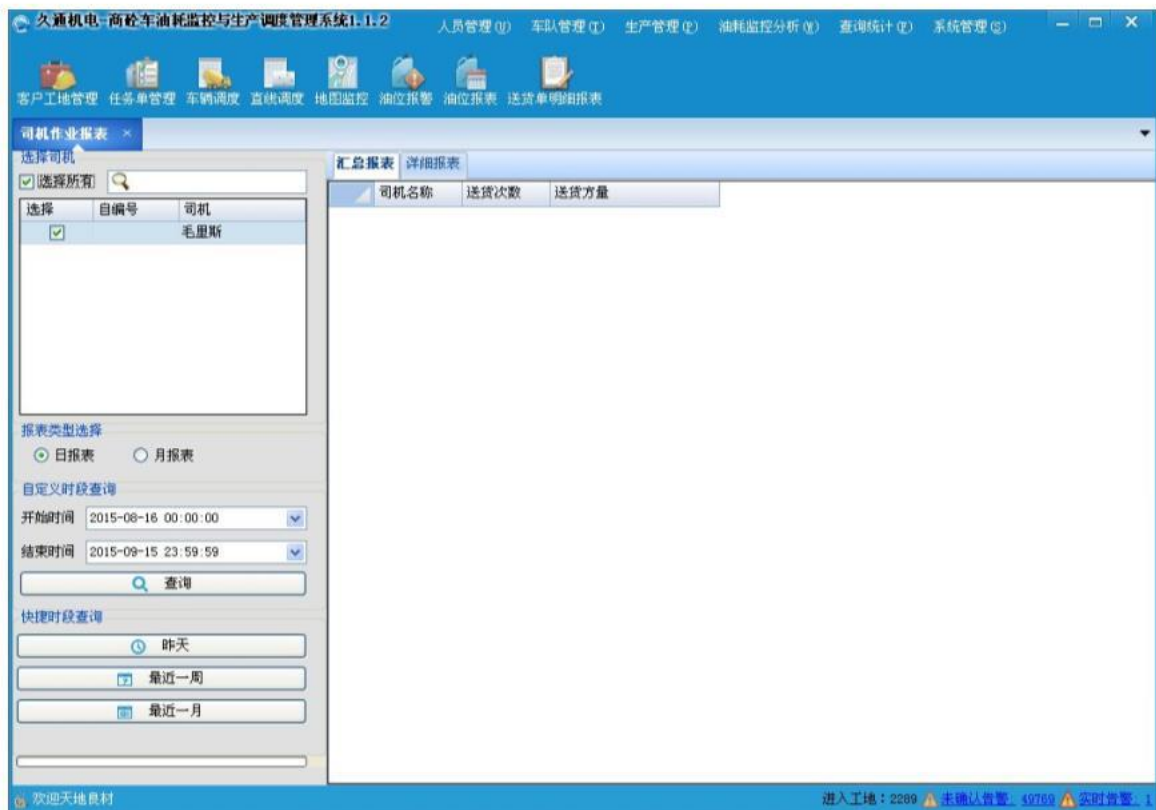 久通机电-商砼车油耗监控与生产调度管理系统1.1.2
人员管理(U) 车队管理(T) 生产管理(P) 油耗监控分析(Y) 查询统计(F) 系统管理(S)
客户工地管理 任务单管理 车辆调度 直线调度 地图监控 油位报警 油位报表 送货单明细报表
司机作业报表 ×
选择司机
选择所有
选择 自编号 司机
毛里斯
汇总报表 详细报表
司机名称 送货次数 送货方量
报表类型选择
日报表 月报表
自定义时段查询
开始时间 2015-08-16 00:00:00
结束时间 2015-09-15 23:59:59
查询
快捷时段查询
昨天
最近一周
最近一月
欢迎天地良材
进入工地：2289 未确认告警: 49769 实时告警: 1